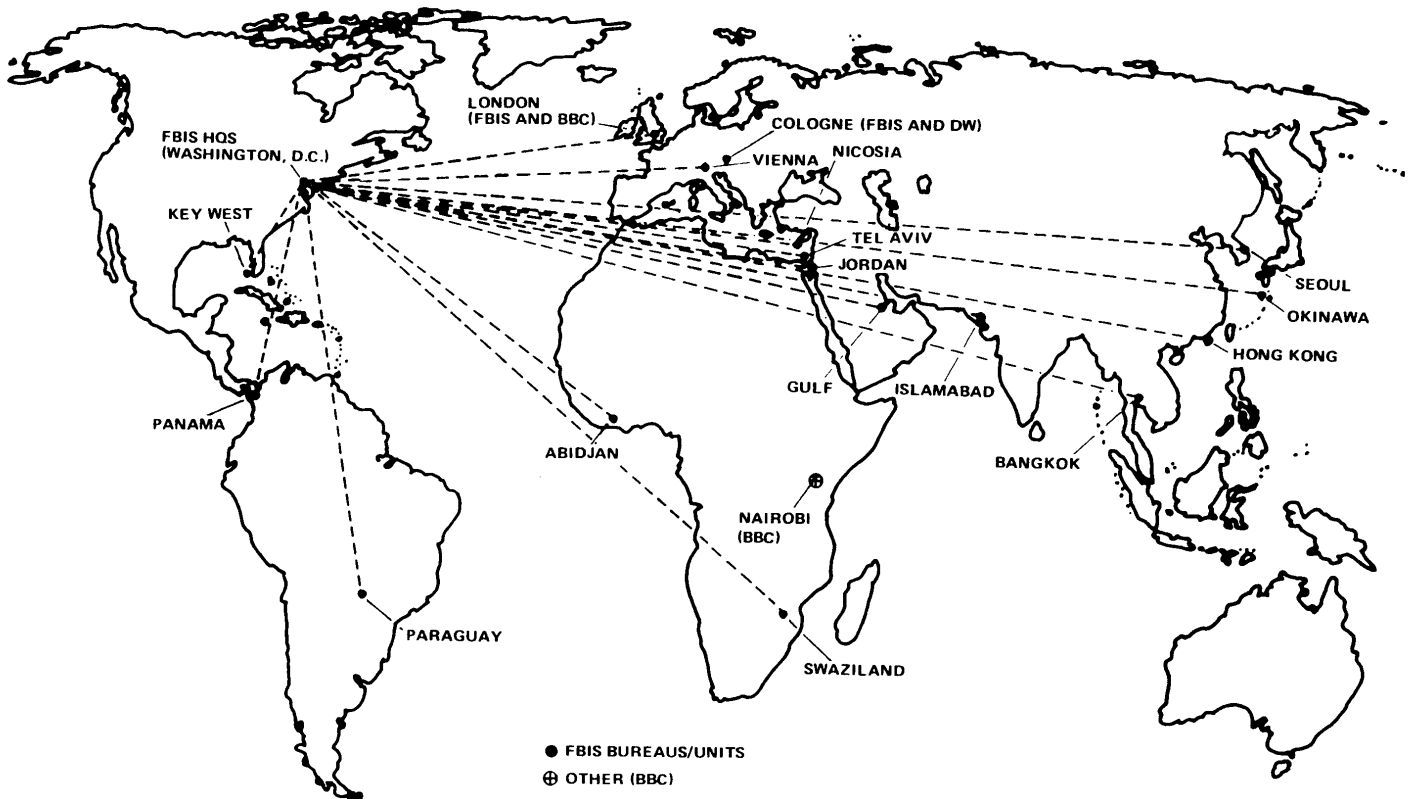 LONDON
(FBIS AND BBC)
COLOGNE (FBIS AND DW)
FBIS HQS
(WASHINGTON, D.C.)
VIENNA
NICOSIA
KEY WEST
TEL AVIV
JORDAN
SEOUL
OKINAWA
HONG KONG
GULF
ISLAMABAD
PANAMA
ABIDJAN
BANGKOK
NAIROBI
(BBC)
PARAGUAY
SWAZILAND
FBIS BUREAUS/UNITS
OTHER (BBC)